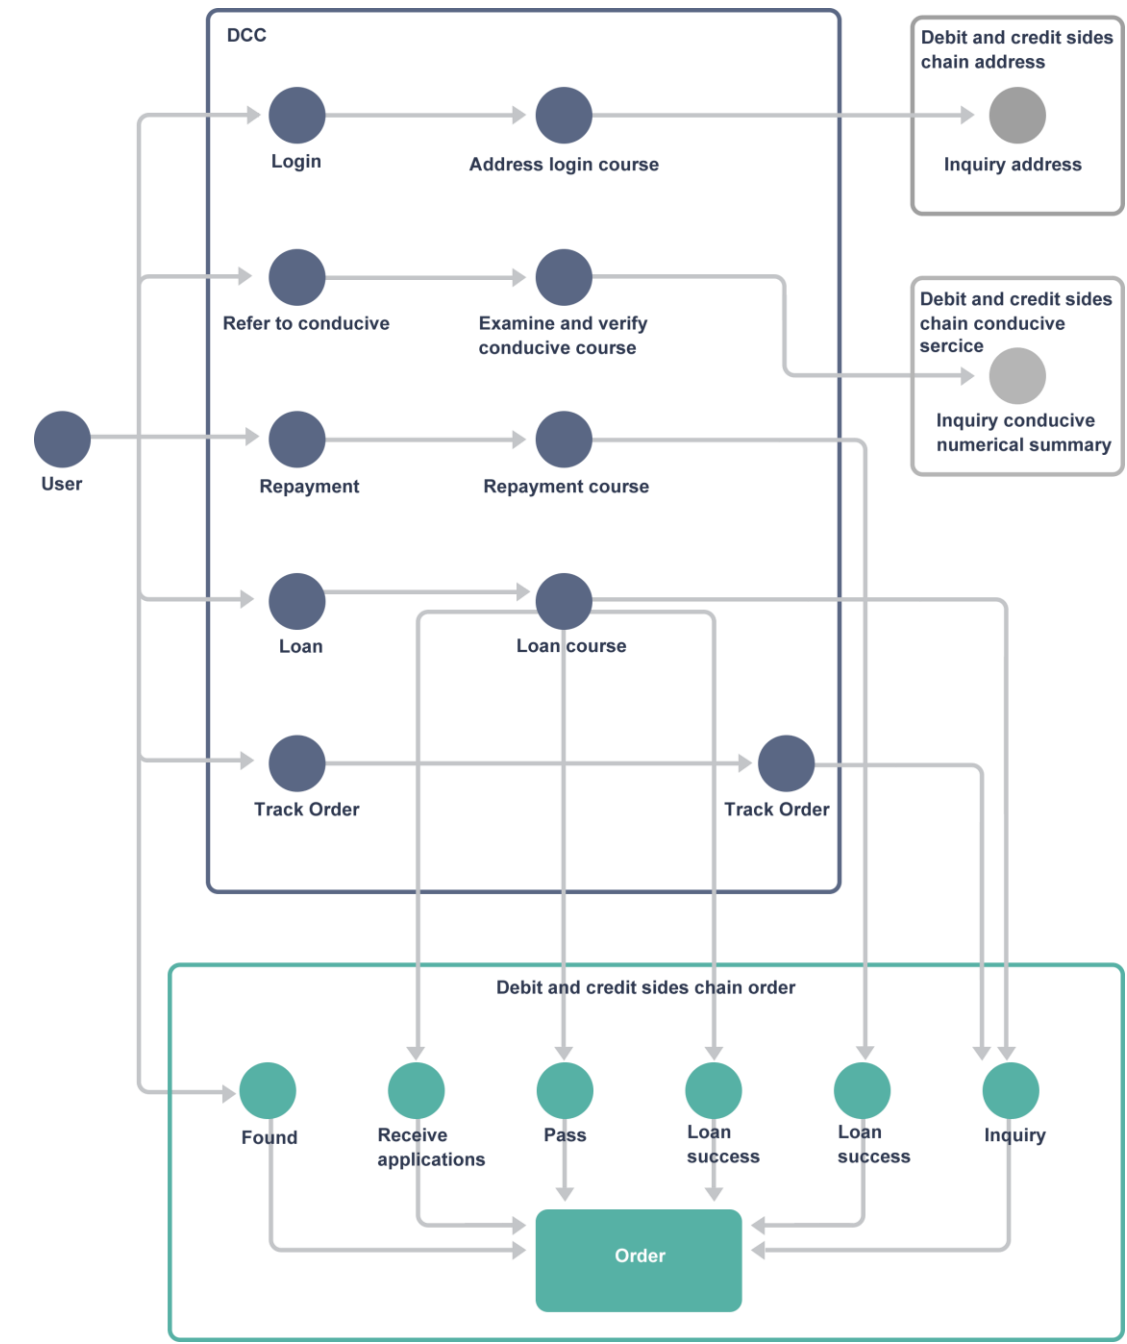 DCC
Debit and credit sides
chain address
Login
Address login course
Inquiry address
Refer to conducive
Examine and verify
conducive course
Debit and credit sides
chain conducive
sercice
Inquiry conducive
numerical summary
User
Repayment
Repayment course
Loan
Loan course
Track Order
Track Order
Debit and credit sides chain order
Found
Receive
applications
Pass
Loan
success
Loan
success
Inquiry
Order